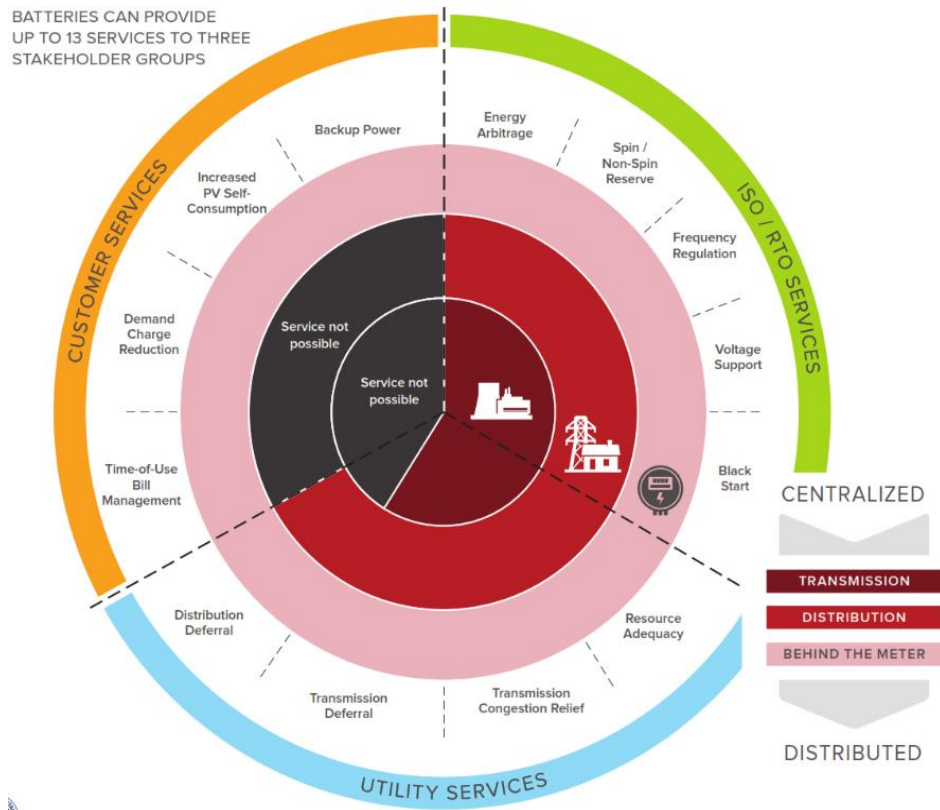 BATTERIES CAN PROVIDE
UP TO 13 SERVICES TO THREE
STAKEHOLDER GROUPS
CUSTOMER SERVICES
ISO / RTO SERVICES
UTILITY SERVICES
Backup Power
Increased
PV Self-
Consumption
Demand
Charge
Reduction
Time-of-Use
Bill
Management
Energy
Arbitrage
Spin /
Non-Spin
Reserve
Frequency
Regulation
Voltage
Support
Black
Start
Resource
Adequacy
Transmission
Congestion Relief
Transmission
Deferral
Distribution
Deferral
Service not
possible
Service not
possible
CENTRALIZED
TRANSMISSION
DISTRIBUTION
BEHIND THE METER
DISTRIBUTED